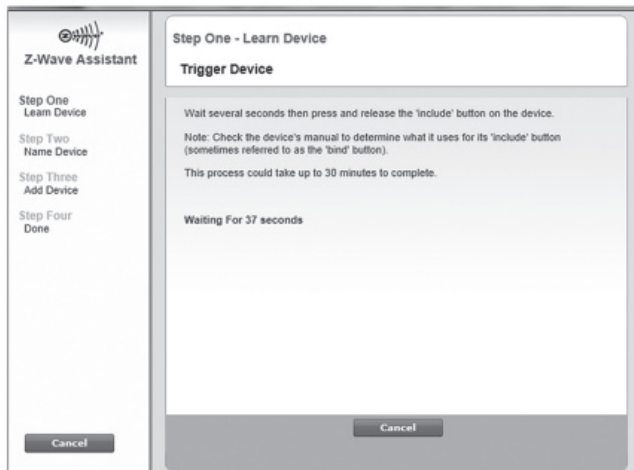 Z-Wave Assistant
Step One
Learn Device
Step Two
Name Device
Step Three
Add Device
Step Four
Done
Cancel
Step One - Learn Device
Trigger Device
Wait several seconds then press and release the 'include' button on the device.
Note: Check the device's manual to determine what it uses for its 'include' button
(sometimes referred to as the 'bind' button).
This process could take up to 30 minutes to complete.
Waiting For 37 seconds
Cancel